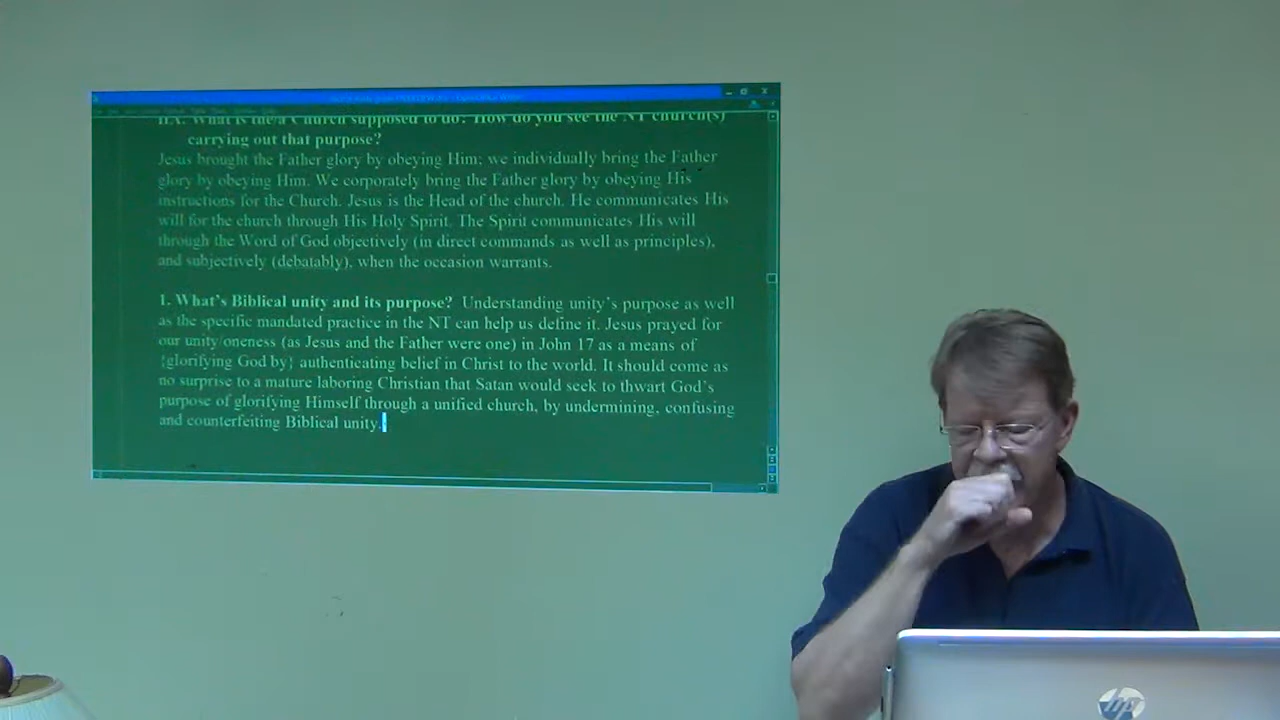 II.A. What is the/a Church supposed to do? How do you see the NT church(s)
carrying out that purpose?
Jesus brought the Father glory by obeying Him; we individually bring the Father
glory by obeying Him. We corporately bring the Father glory by obeying His
instructions for the Church. Jesus is the Head of the church. He communicates His
will for the church through His Holy Spirit. The Spirit communicates His will
through the Word of God objectively (in direct commands as well as principles),
and subjectively (debatably), when the occasion warrants.
1. What's Biblical unity and its purpose? Understanding unity's purpose as well
as the specific mandated practice in the NT can help us define it. Jesus prayed for
our unity/oneness (as Jesus and the Father were one) in John 17 as a means of
{glorifying God by} authenticating belief in Christ to the world. It should come as
no surprise to a mature laboring Christian that Satan would seek to thwart God's
purpose of glorifying Himself through a unified church, by undermining, confusing
and counterfeiting Biblical unity.
hp